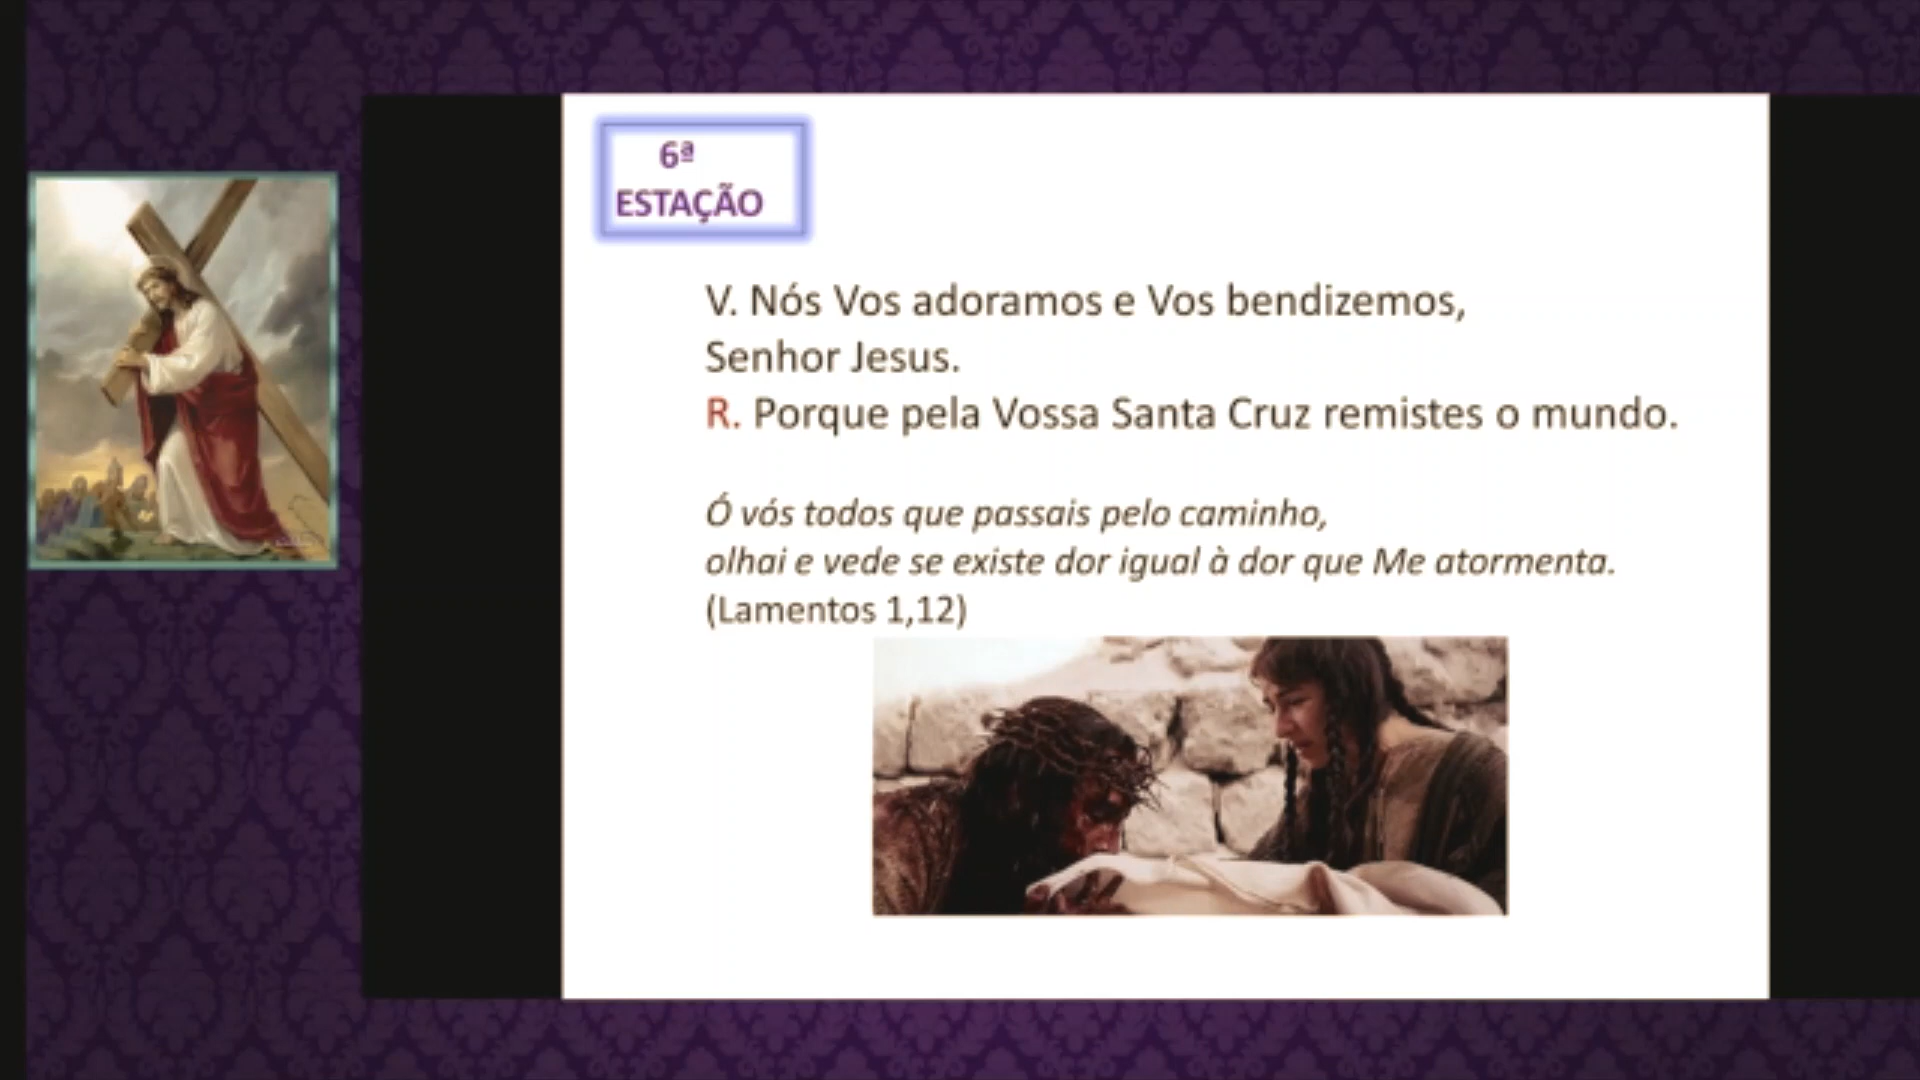 6ª
ESTAÇÃO
V. Nós Vos adoramos e Vos bendizemos,
Senhor Jesus.
R. Porque pela Vossa Santa Cruz remistes o mundo.
Ó vós todos que passais pelo caminho,
olhai e vede se existe dor igual à dor que Me atormenta.
(Lamentos 1,12)